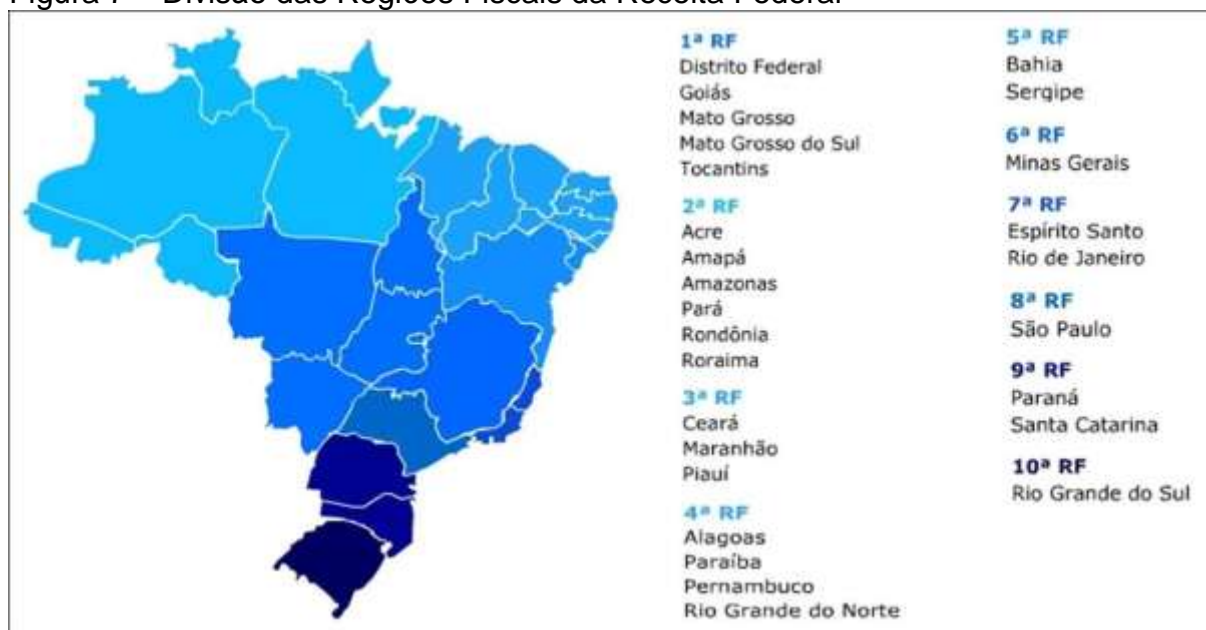 Figura 7 – Divisão das Regiões Fiscais da Receita Federal
1ª RF
Distrito Federal
Goiás
Mato Grosso
Mato Grosso do Sul
Tocantins
2ª RF
Acre
Amapá
Amazonas
Pará
Rondônia
Roraima
3ª RF
Ceará
Maranhão
Piauí
4ª RF
Alagoas
Paraíba
Pernambuco
Rio Grande do Norte
5ª RF
Bahia
Sergipe
6ª RF
Minas Gerais
7ª RF
Espírito Santo
Rio de Janeiro
8ª RF
São Paulo
9ª RF
Paraná
Santa Catarina
10ª RF
Rio Grande do Sul